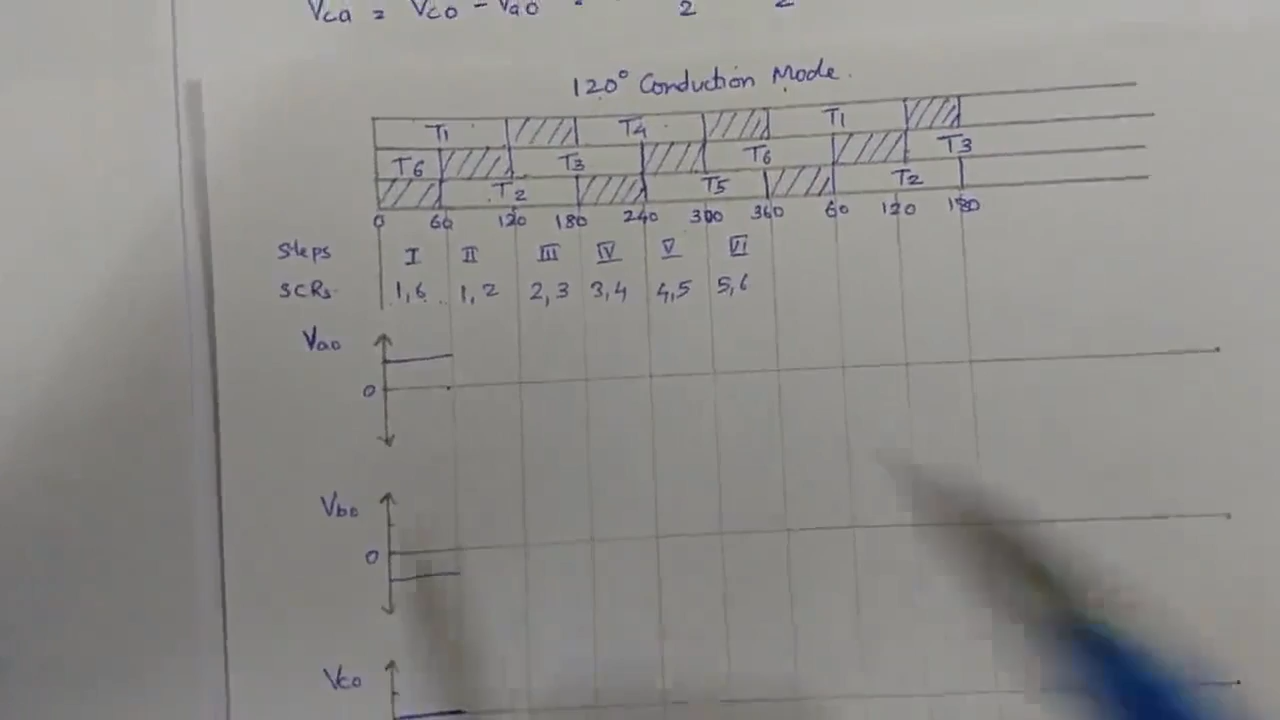 Vca = Vco - Vao = 2 2
120° Conduction Mode.
T1 T4 T1
T6 T3 T6 T3
T2 T5 T2
0 60 120 180 240 300 360 60 120 180
Steps I II III IV V VI
SCRs 1,6 1,2 2,3 3,4 4,5 5,6
Vao
0
Vbo
0
Vco